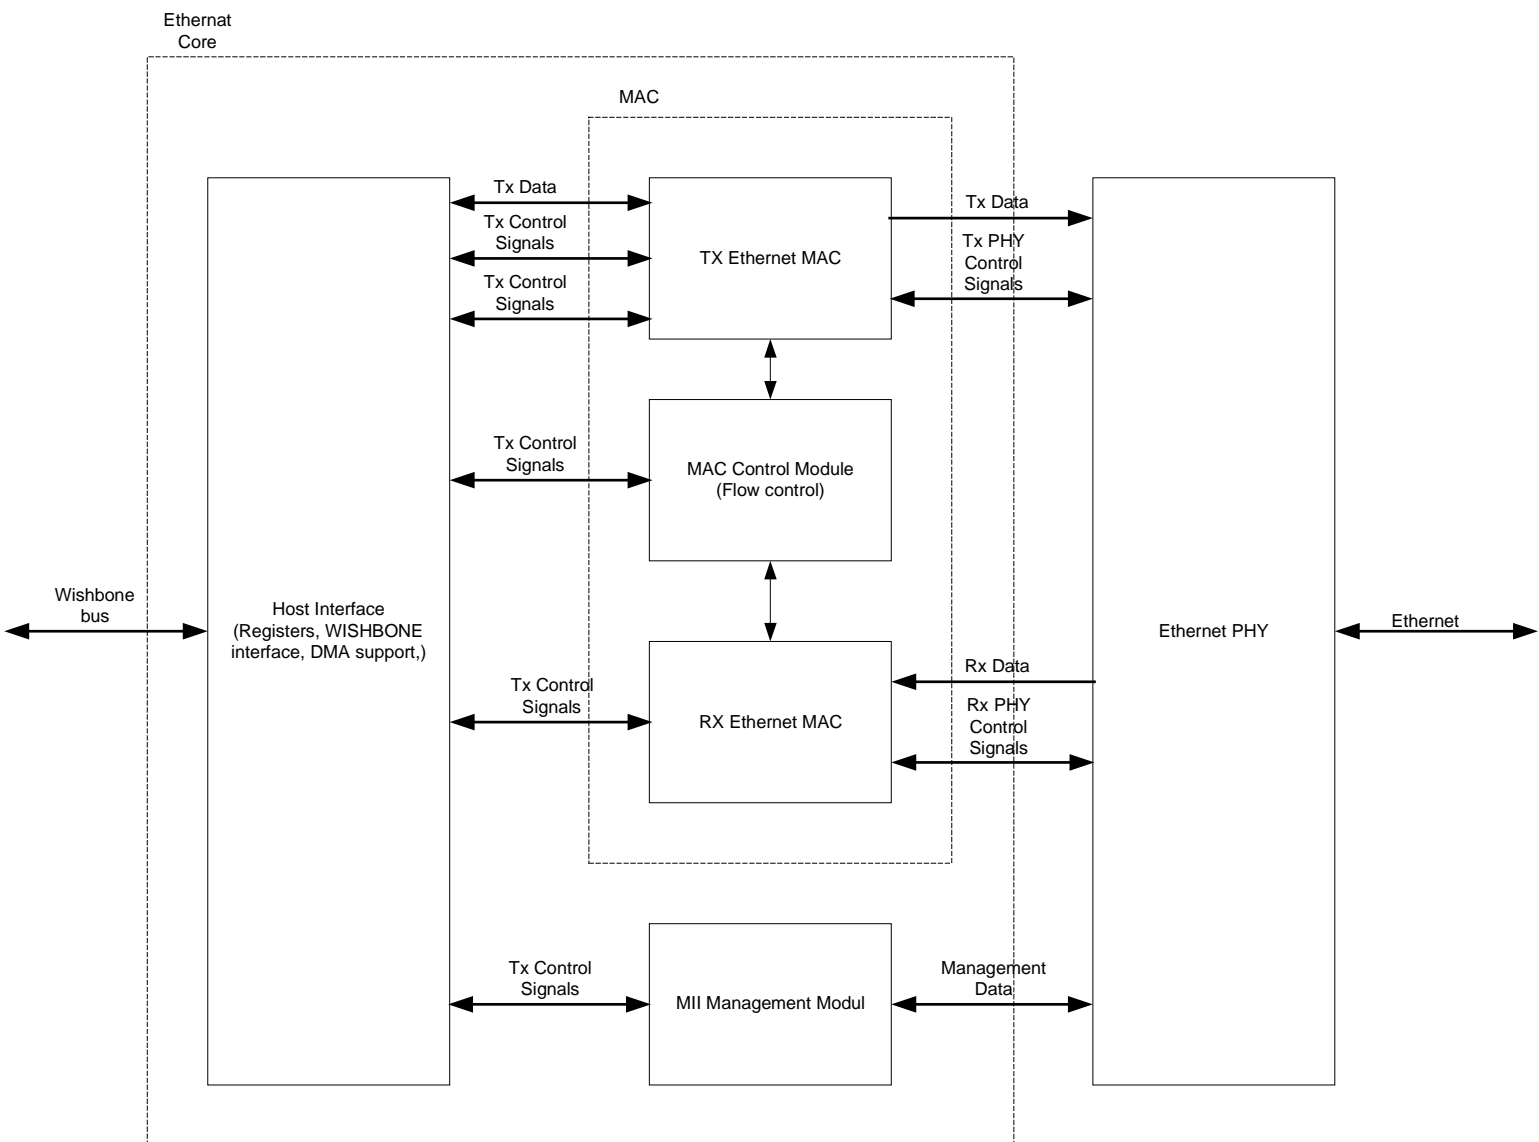 Ethernat
Core
MAC
Tx Data
Tx Control
Signals
Tx Control
Signals
TX Ethernet MAC
Tx Data
Tx PHY
Control
Signals
Tx Control
Signals
MAC Control Module
(Flow control)
Wishbone
bus
Host Interface
(Registers, WISHBONE
interface, DMA support,)
Ethernet PHY
Ethernet
Tx Control
Signals
RX Ethernet MAC
Rx Data
Rx PHY
Control
Signals
Tx Control
Signals
MII Management Modul
Management
Data